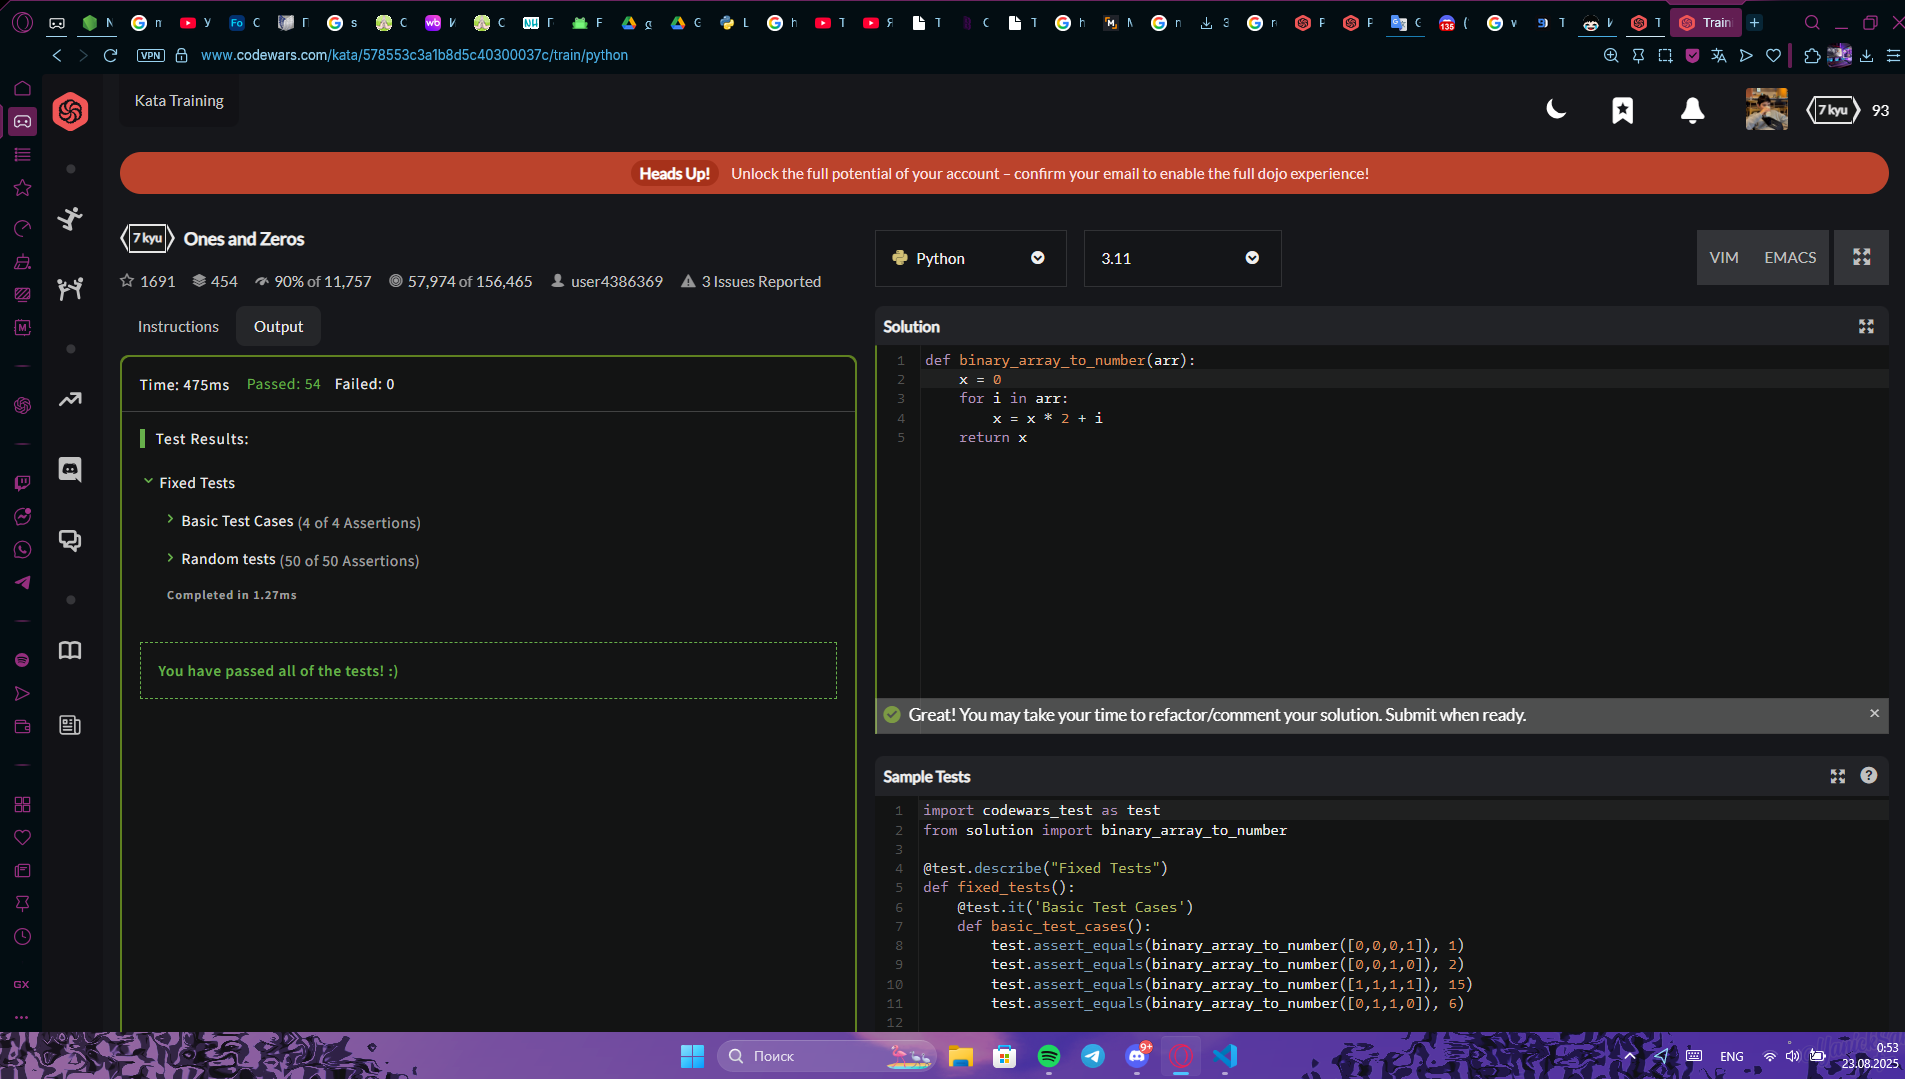 www.codewars.com/kata/578553c3a1b8d5c40300037c/train/python
VPN
Traini
Kata Training
7 kyu
93
Heads Up! Unlock the full potential of your account – confirm your email to enable the full dojo experience!
7 kyu Ones and Zeros
1691 454 90% of 11,757 57,974 of 156,465 user4386369 3 Issues Reported
Instructions Output
Time: 475ms Passed: 54 Failed: 0
Test Results:
Fixed Tests
Basic Test Cases (4 of 4 Assertions)
Random tests (50 of 50 Assertions)
Completed in 1.27ms
You have passed all of the tests! :)
Python
3.11
VIM EMACS
Solution
1 def binary_array_to_number(arr):
2 x = 0
3 for i in arr:
4 x = x * 2 + i
5 return x
Great! You may take your time to refactor/comment your solution. Submit when ready.
Sample Tests
1 import codewars_test as test
2 from solution import binary_array_to_number
3
4 @test.describe("Fixed Tests")
5 def fixed_tests():
6 @test.it('Basic Test Cases')
7 def basic_test_cases():
8 test.assert_equals(binary_array_to_number([0,0,0,1]), 1)
9 test.assert_equals(binary_array_to_number([0,0,1,0]), 2)
10 test.assert_equals(binary_array_to_number([1,1,1,1]), 15)
11 test.assert_equals(binary_array_to_number([0,1,1,0]), 6)
12
GX
Поиск
9+
ENG
0:53
23.08.2025